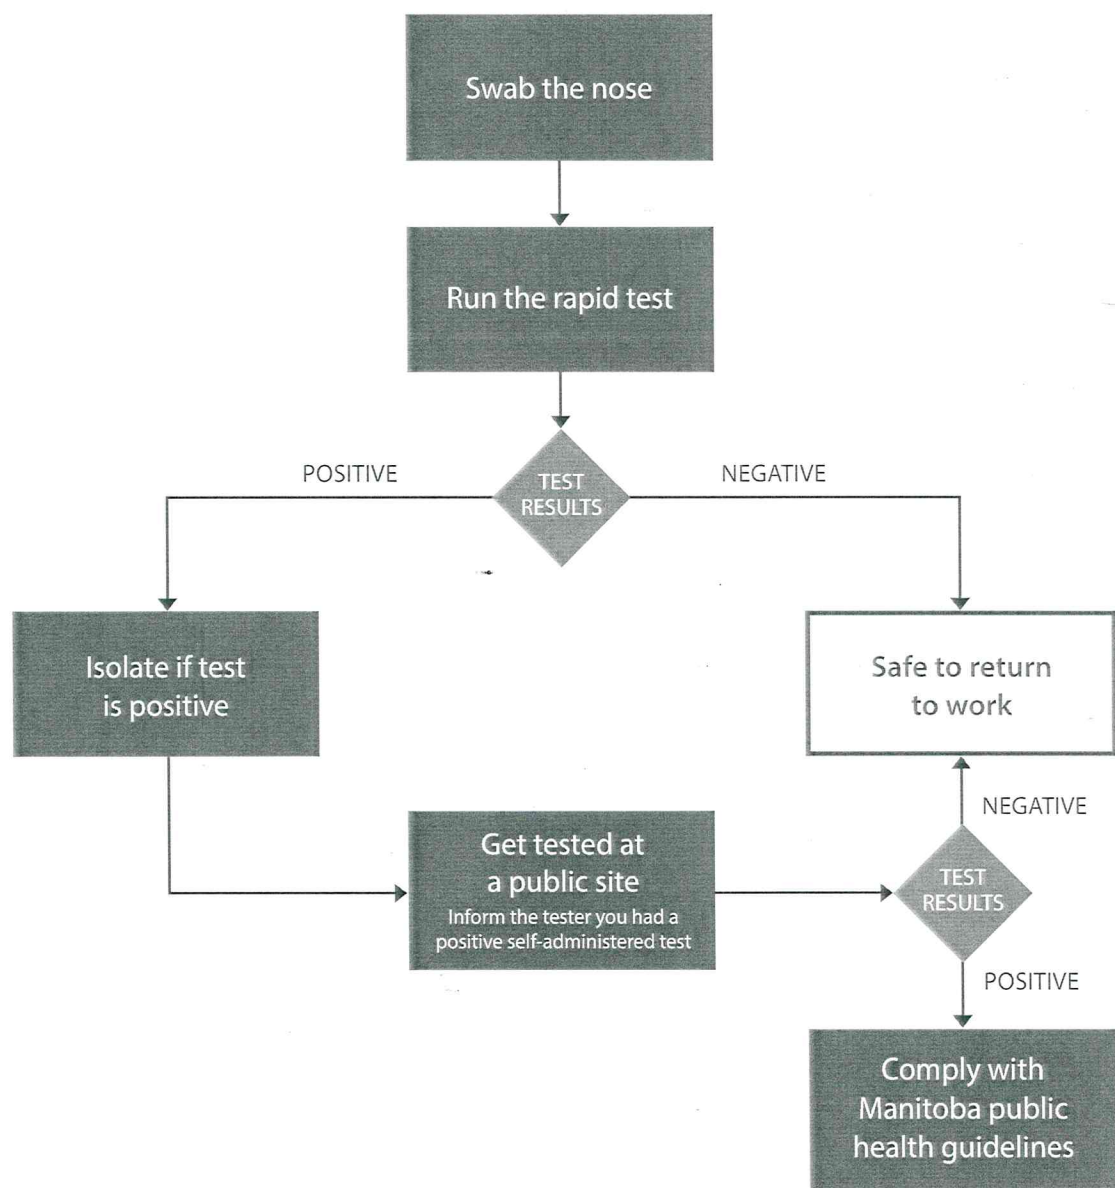 Swab the nose
Run the rapid test
POSITIVE
TEST
RESULTS
NEGATIVE
Isolate if test
is positive
Safe to return
to work
NEGATIVE
Get tested at
a public site
Inform the tester you had a
positive self-administered test
TEST
RESULTS
POSITIVE
Comply with
Manitoba public
health guidelines